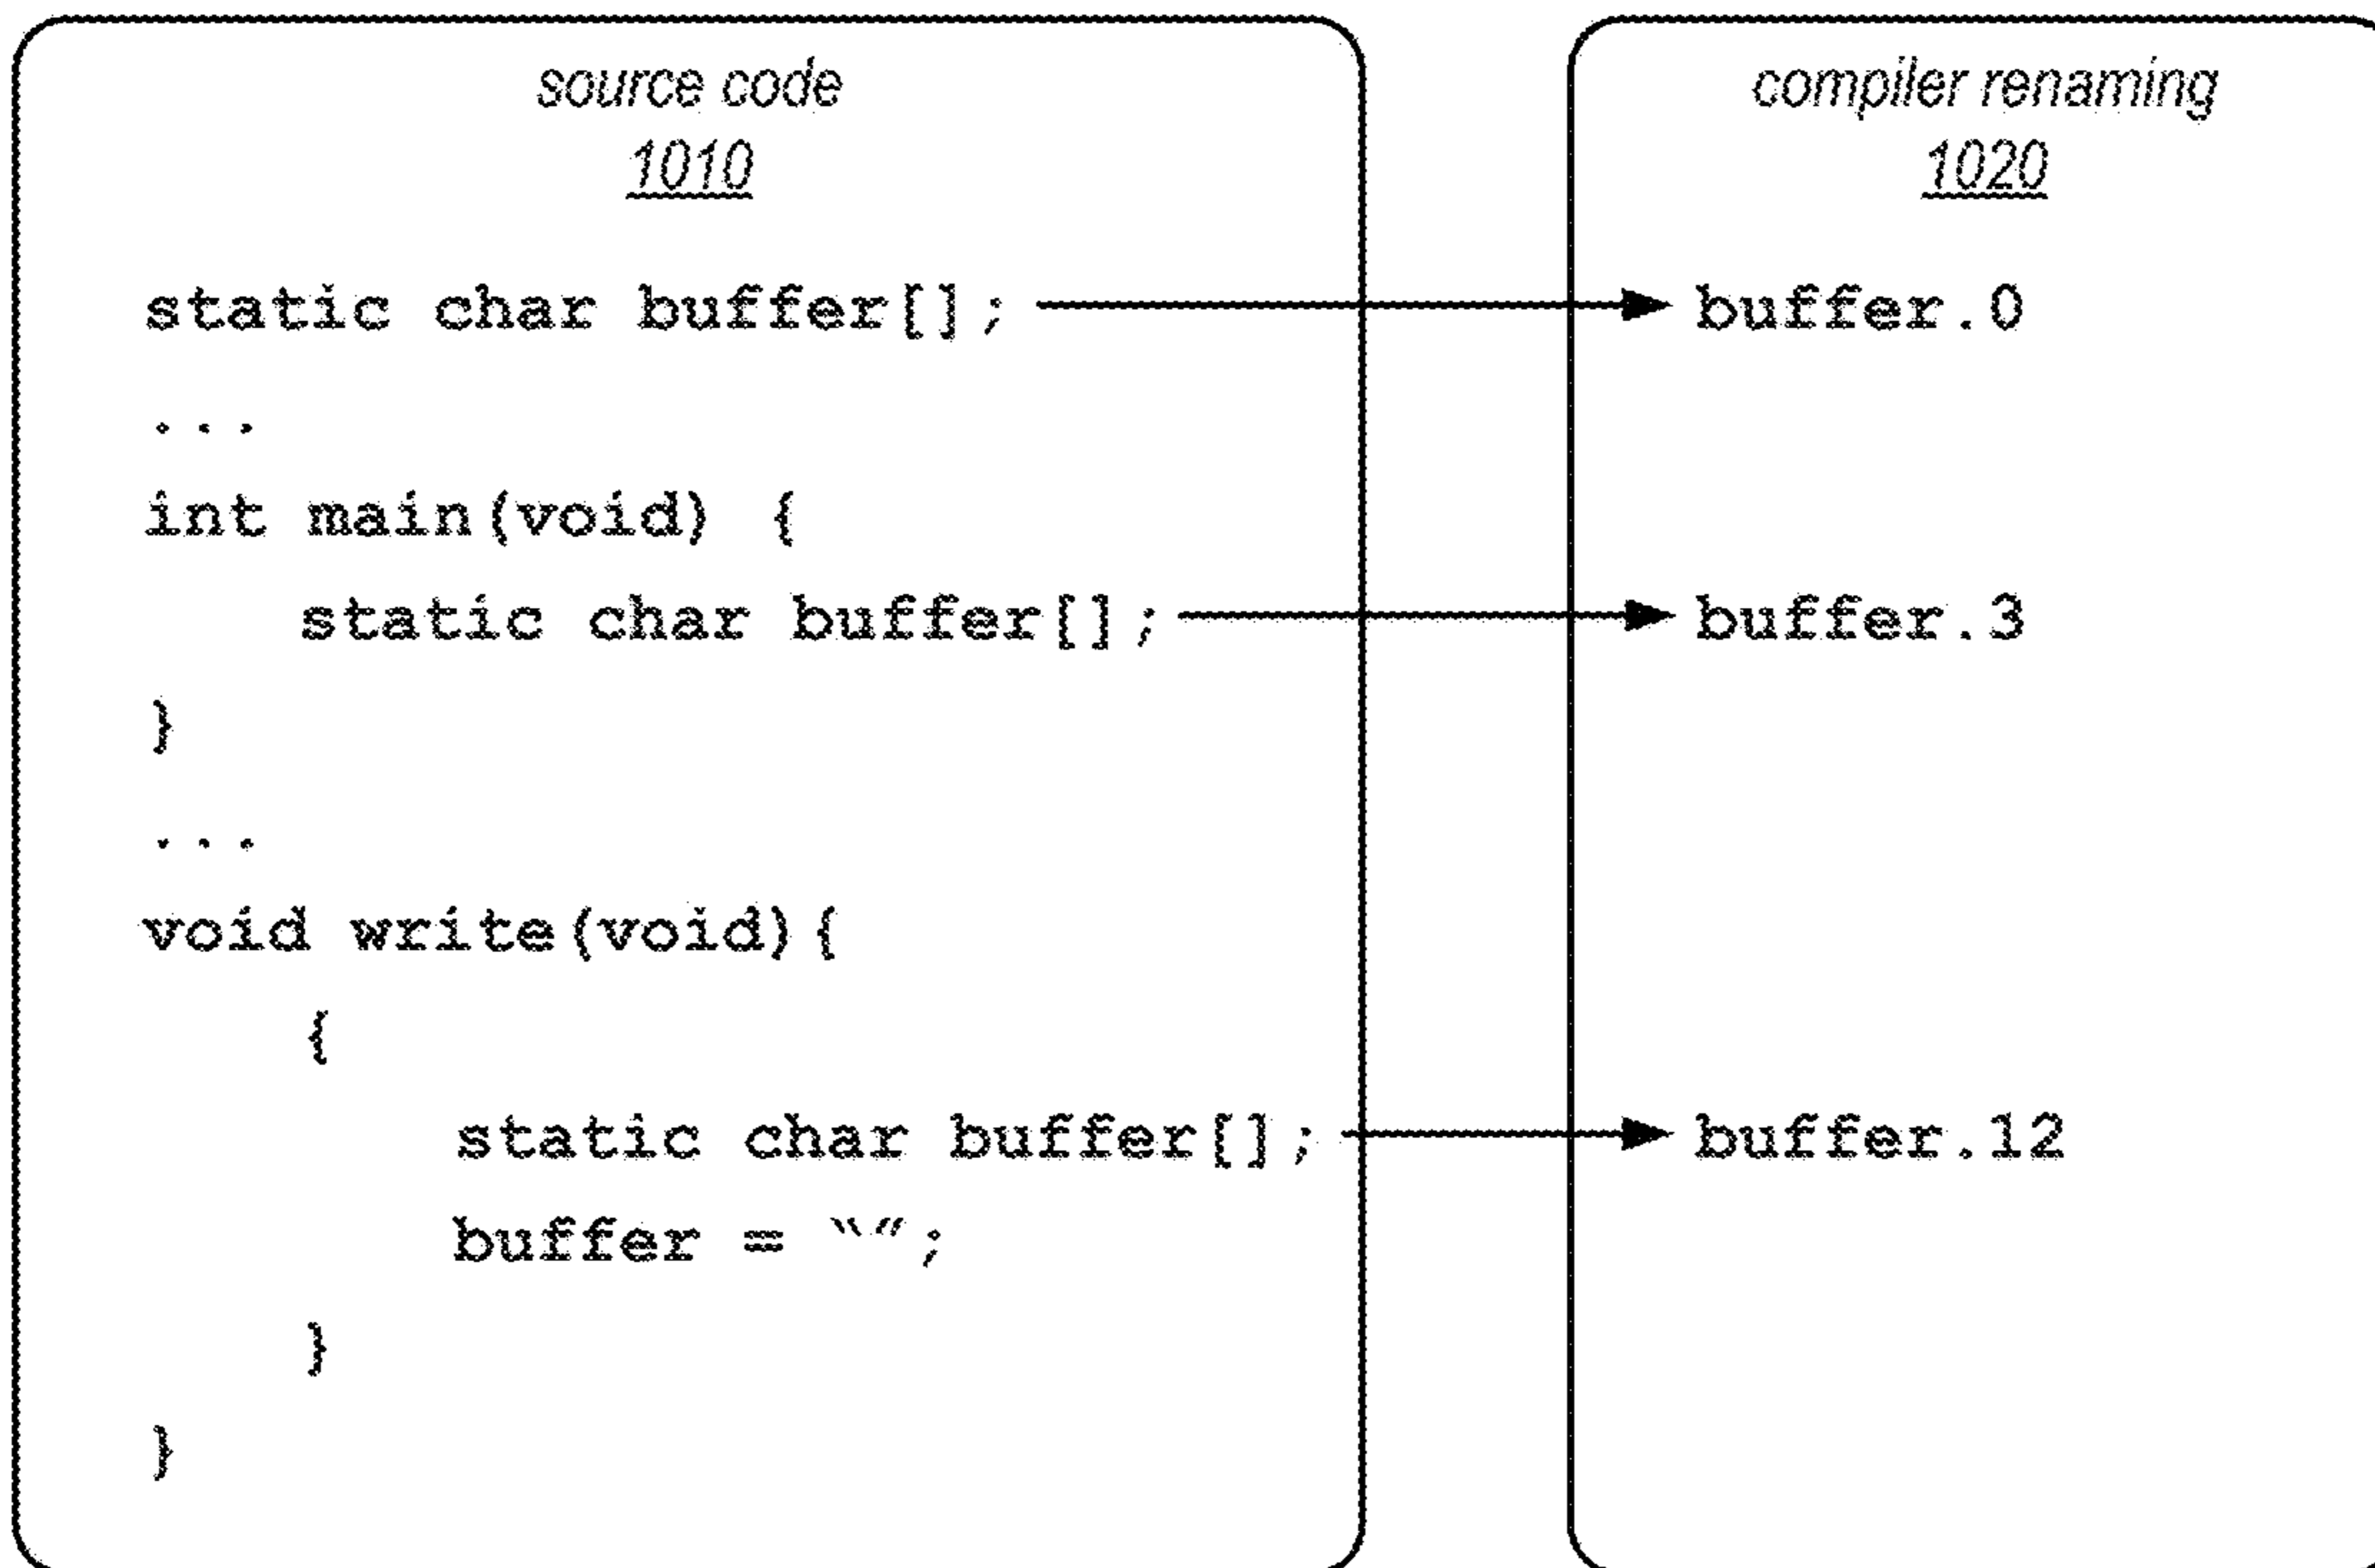 source code
1010
compiler renaming
1020
static char buffer[];
buffer.0
...
int main(void) {
static char buffer[];
buffer.3
}
...
void write(void){
{
static char buffer[];
buffer.12
buffer = “”;
}
}